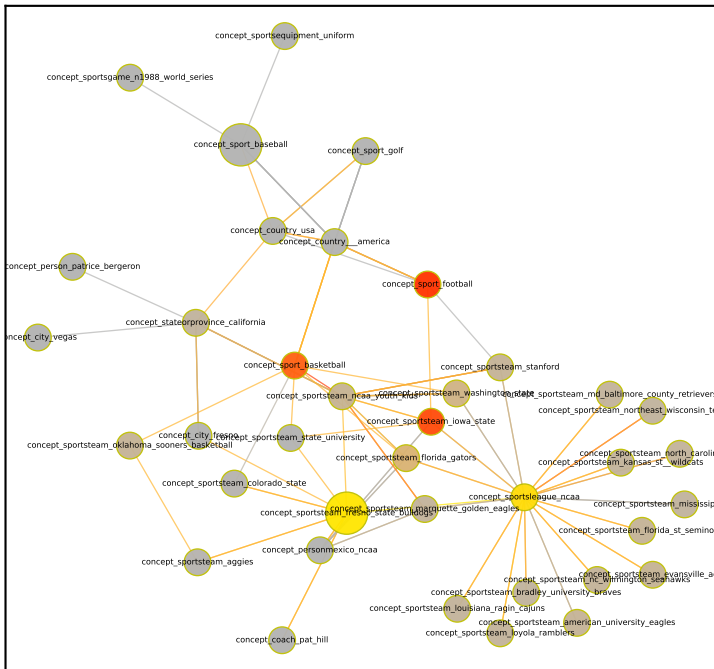 concept_sportsequipment_uniform
concept_sportsgame_n1988_world_series
concept_sport_baseball
concept_sport_golf
concept_country_usa
concept_country__america
concept_person_patrice_bergeron
concept_sport_football
concept_stateorprovince_california
concept_city_vegas
concept_sport_basketball
concept_sportsteam_stanford
concept_sportsteam_ncaa_youth_kids
concept_sportsteam_washington_state
concept_sportsteam_md_baltimore_county_retrievers
concept_sportsteam_northeast_wisconsin_te
concept_sportsteam_iowa_state
concept_city_fresno
concept_sportsteam_state_university
concept_sportsteam_oklahoma_sooners_basketball
concept_sportsteam_north_carolin
concept_sportsteam_florida_gators
concept_sportsteam_kansas_st__wildcats
concept_sportsteam_colorado_state
concept_sportsleague_ncaa
concept_sportsteam_mississip
concept_sportsteam_marquette_golden_eagles
concept_sportsteam_fresno_state_bulldogs
concept_sportsteam_florida_st_semino
concept_personmexico_ncaa
concept_sportsteam_aggies
concept_sportsteam_evansville_a
concept_sportsteam_nc_wilmington_seahawks
concept_sportsteam_bradley_university_braves
concept_sportsteam_louisiana_ragin_cajuns
concept_sportsteam_american_university_eagles
concept_sportsteam_loyola_ramblers
concept_coach_pat_hill